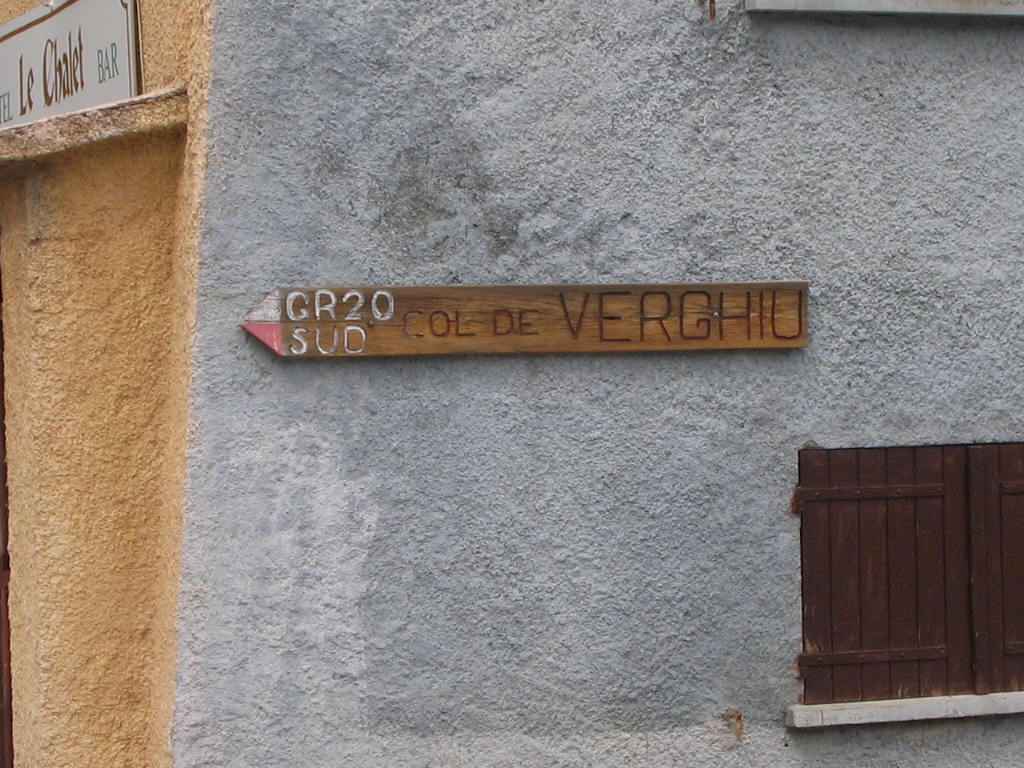 Le Chalet BAR
GR20
SUD
COL DE VERGHIU